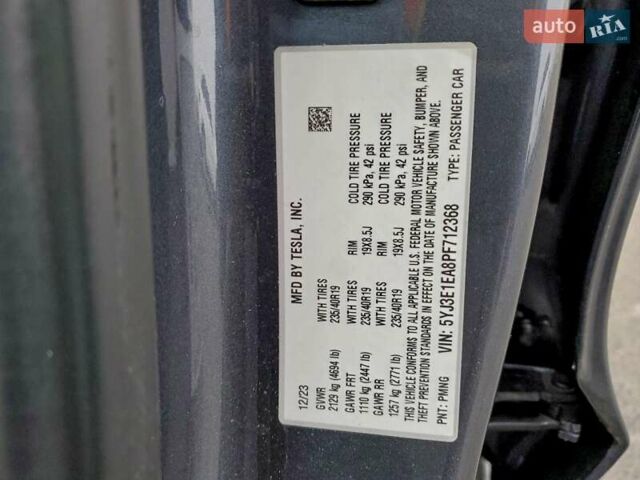 auto RIA.com
MFD BY TESLA, INC.
12/23
GVWR WITH TIRES RIM COLD TIRE PRESSURE
2129 kg (4694 lb) 235/40R19 19X8.5J 290 kPa, 42 psi
GAWR FRT WITH TIRES RIM COLD TIRE PRESSURE
1110 kg (2447 lb) 235/40R19 19X8.5J 290 kPa, 42 psi
GAWR RR
1257 kg (2771 lb) 235/40R19
THIS VEHICLE CONFORMS TO ALL APPLICABLE U.S. FEDERAL MOTOR VEHICLE SAFETY, BUMPER, AND
THEFT PREVENTION STANDARDS IN EFFECT ON THE DATE OF MANUFACTURE SHOWN ABOVE.
PNT: PMNG VIN: 5YJ3E1EA8PF712368 TYPE: PASSENGER CAR